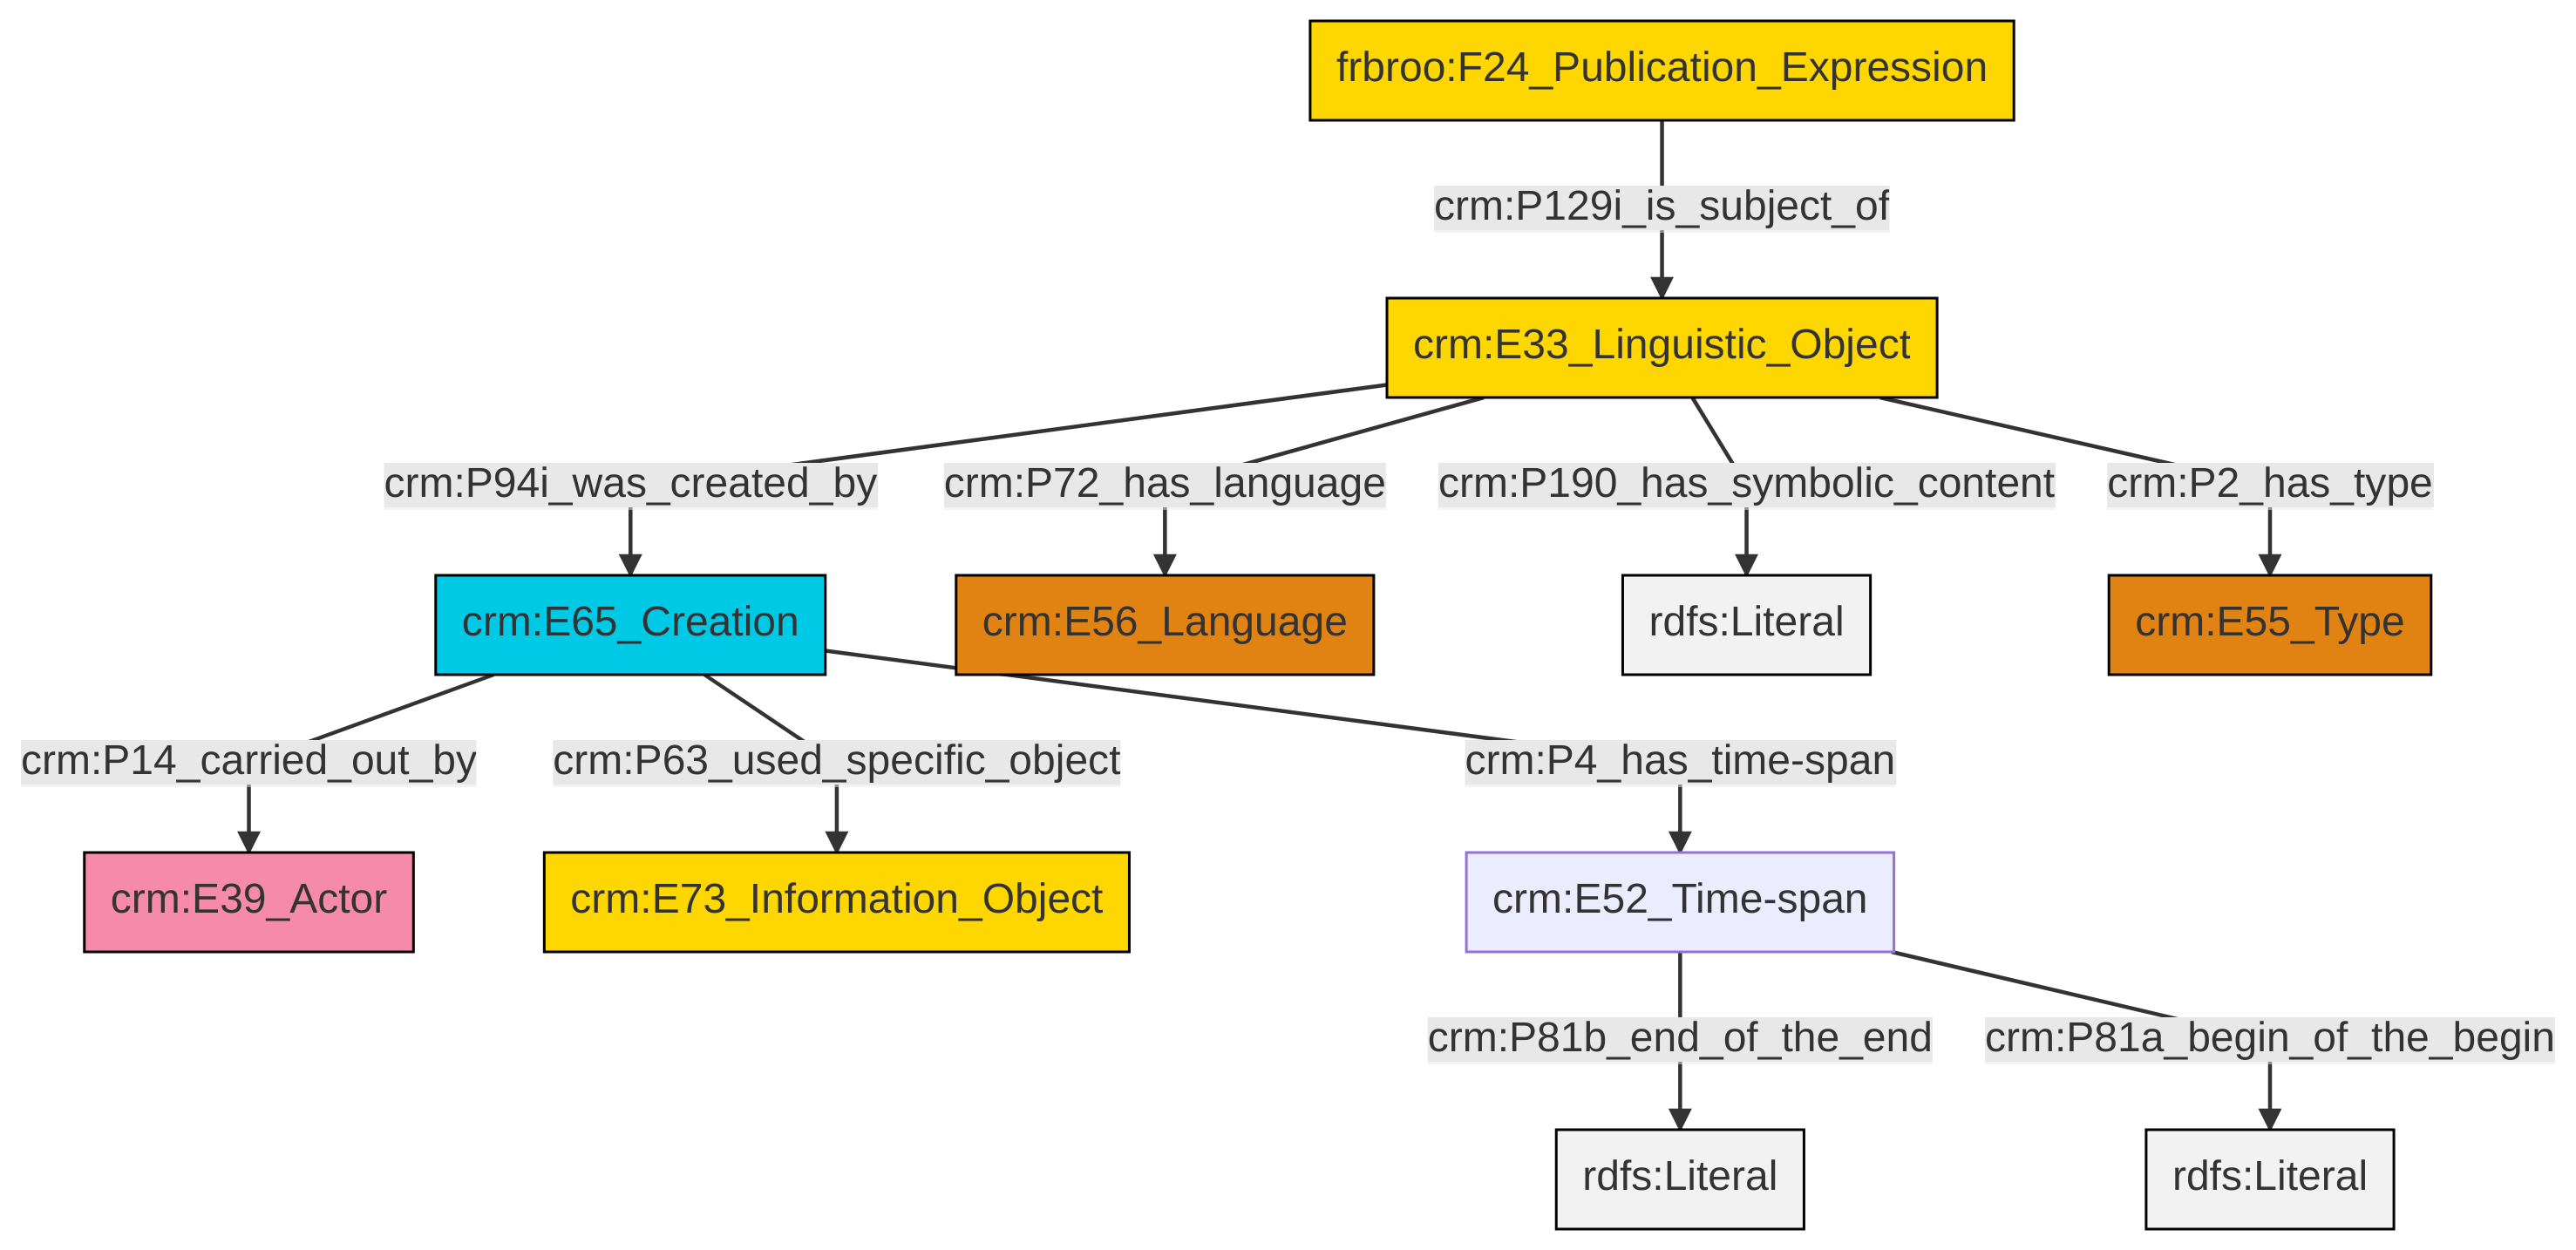 frbroo:F24_Publication_Expression
crm:P129i_is_subject_of
crm:E33_Linguistic_Object
crm:P94i_was_created_by
crm:P72_has_language
crm:P190_has_symbolic_content
crm:P2_has_type
crm:E65_Creation
crm:E56_Language
rdfs:Literal
crm:E55_Type
crm:P14_carried_out_by
crm:P63_used_specific_object
crm:P4_has_time-span
crm:E39_Actor
crm:E73_Information_Object
crm:E52_Time-span
crm:P81b_end_of_the_end
crm:P81a_begin_of_the_begin
rdfs:Literal
rdfs:Literal